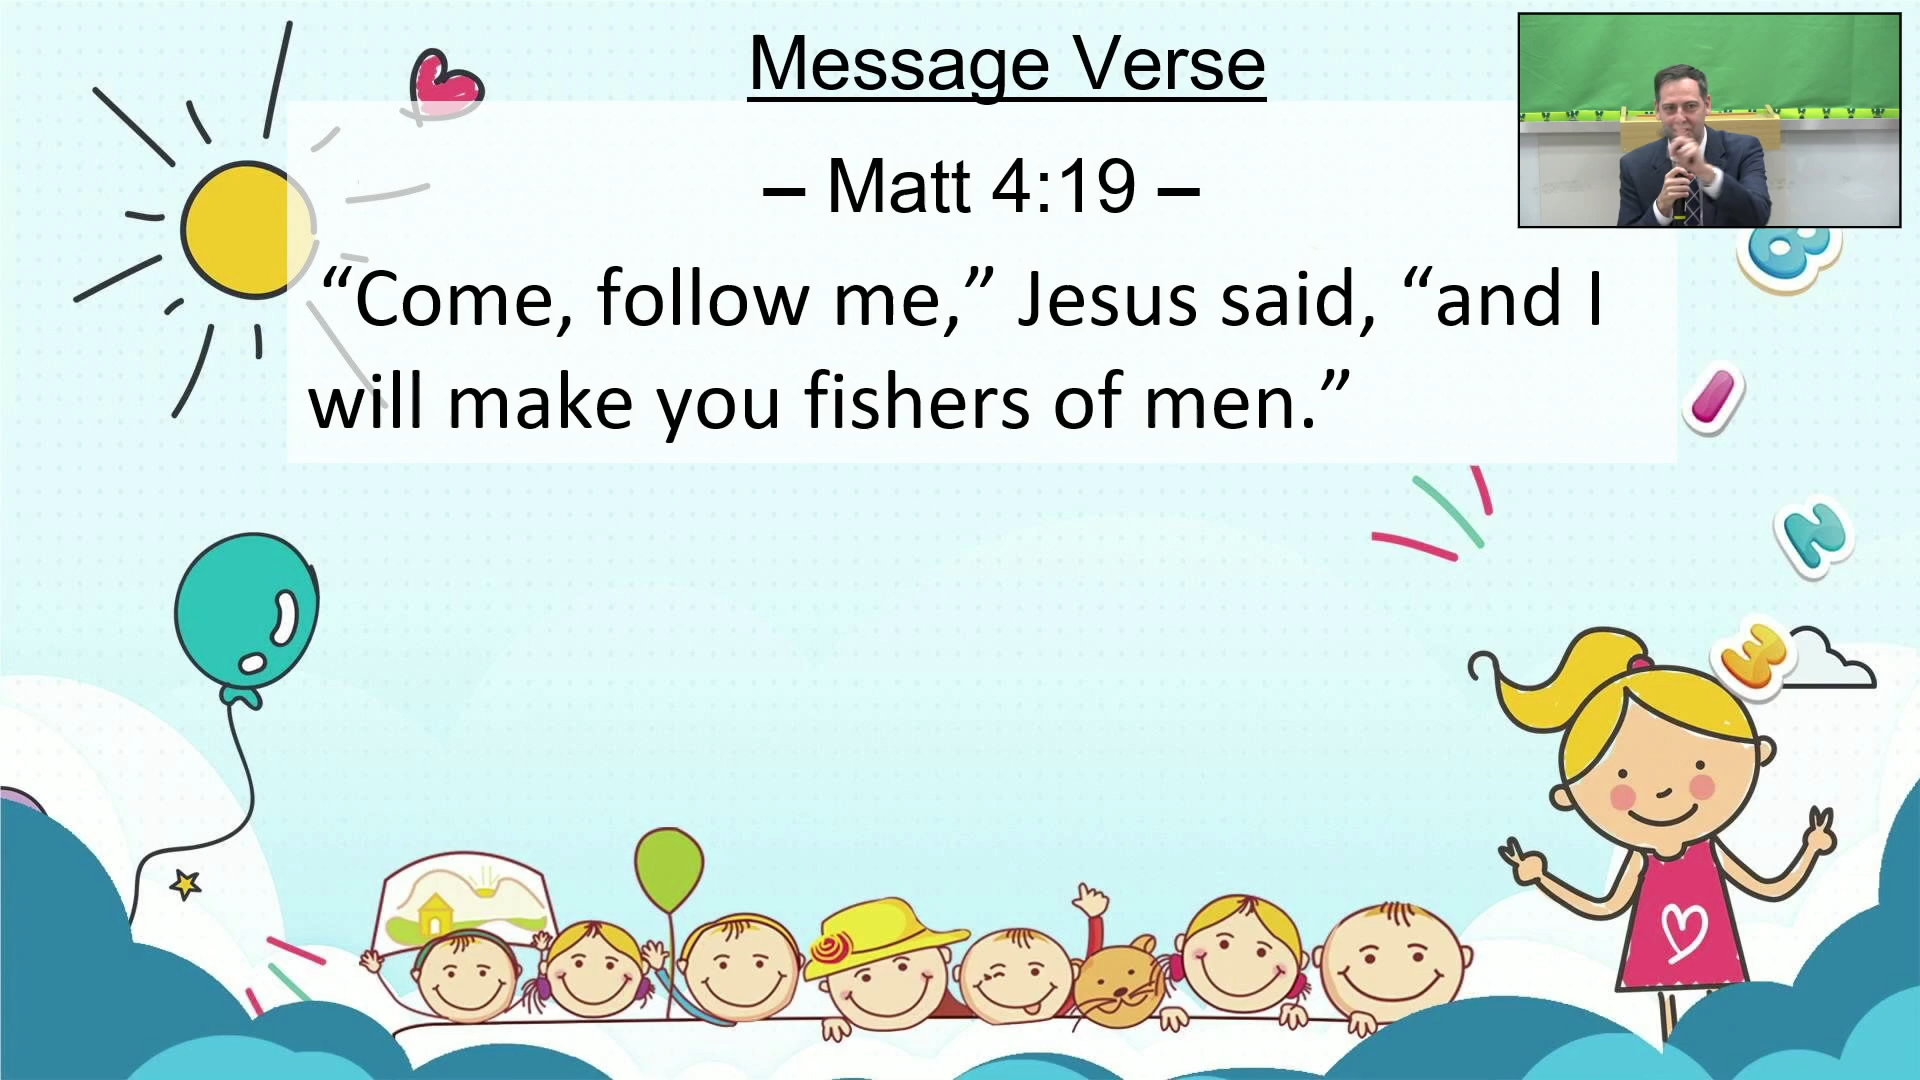 Message Verse
– Matt 4:19 –
“Come, follow me,” Jesus said, “and I
will make you fishers of men.”
B
I
N
E